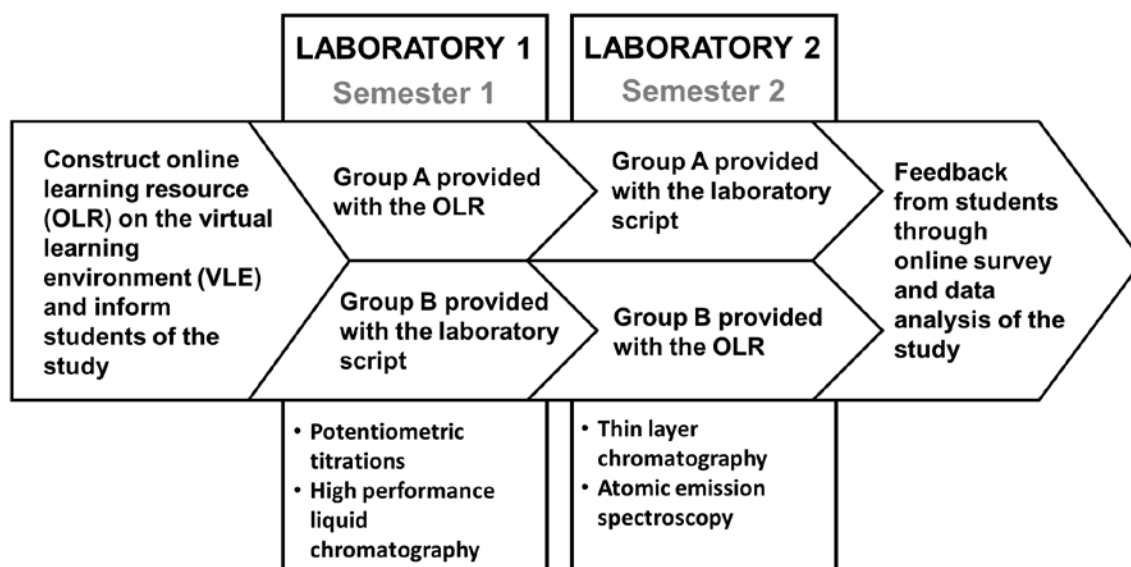 LABORATORY 1
Semester 1
LABORATORY 2
Semester 2
Construct online
learning resource
(OLR) on the virtual
learning
environment (VLE)
and inform
students of the
study
Group A provided
with the OLR
Group B provided
with the laboratory
script
Group A provided
with the laboratory
script
Group B provided
with the OLR
Feedback
from students
through
online survey
and data
analysis of the
study
• Potentiometric
titrations
• High performance
liquid
chromatography
• Thin layer
chromatography
• Atomic emission
spectroscopy